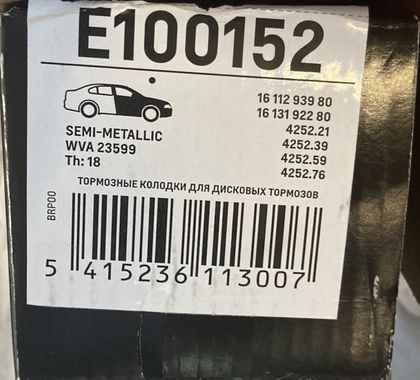 E100152
16 112 939 80
16 131 922 80
4252.21
SEMI-METALLIC
4252.39
WVA 23599
4252.59
Th: 18
4252.76
ТОРМОЗНЫЕ КОЛОДКИ ДЛЯ ДИСКОВЫХ ТОРМОЗОВ
BRP00
5 415236 113007